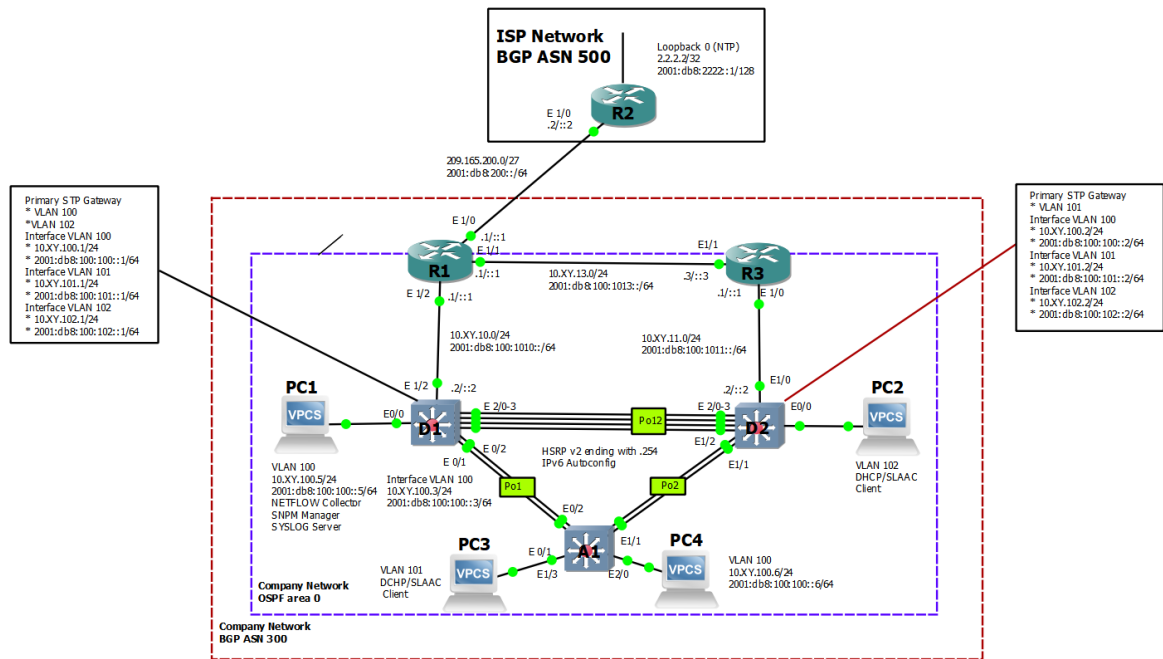 ISP Network
BGP ASN 500
Loopback 0 (NTP)
2.2.2.2/32
2001:db8:2222::1/128
E 1/0
.2/::2
R2
209.165.200.0/27
2001:db8:200::/64
Primary STP Gateway
* VLAN 100
*VLAN 102
Interface VLAN 100
* 10.XY.100.1/24
* 2001:db8:100:100::1/64
Interface VLAN 101
* 10.XY.101.1/24
* 2001:db8:100:101::1/64
Interface VLAN 102
* 10.XY.102.1/24
* 2001:db8:100:102::1/64
Primary STP Gateway
* VLAN 101
Interface VLAN 100
* 10.XY.100.2/24
* 2001:db8:100:100::2/64
Interface VLAN 101
* 10.XY.101.2/24
* 2001:db8:100:101::2/64
Interface VLAN 102
* 10.XY.102.2/24
* 2001:db8:100:102::2/64
E 1/0
.1/::1
E 1/1
.1/::1
R1
E 1/2
.1/::1
10.XY.13.0/24
2001:db8:100:1013::/64
E1/1
.3/::3
R3
.1/::1
E 1/0
10.XY.10.0/24
2001:db8:100:1010::/64
10.XY.11.0/24
2001:db8:100:1011::/64
E 1/2
.2/::2
E1/0
.2/::2
PC1
VPCS
E0/0
D1
E 2/0-3
Po12
E 2/0-3
D2
E0/0
PC2
VPCS
E 0/2
E 0/1
E1/2
E1/1
HSRP v2 ending with .254
IPv6 Autoconfig
VLAN 100
10.XY.100.5/24
2001:db8:100:100::5/64
NETFLOW Collector
SNPM Manager
SYSLOG Server
Interface VLAN 100
10.XY.100.3/24
2001:db8:100:100::3/64
Po1
Po2
VLAN 102
DHCP/SLAAC
Client
E0/2
E 0/1
E1/1
A1
E1/3
E2/0
PC3
VPCS
VLAN 101
DCHP/SLAAC
Client
PC4
VPCS
VLAN 100
10.XY.100.6/24
2001:db8:100:100::6/64
Company Network
OSPF area 0
Company Network
BGP ASN 300